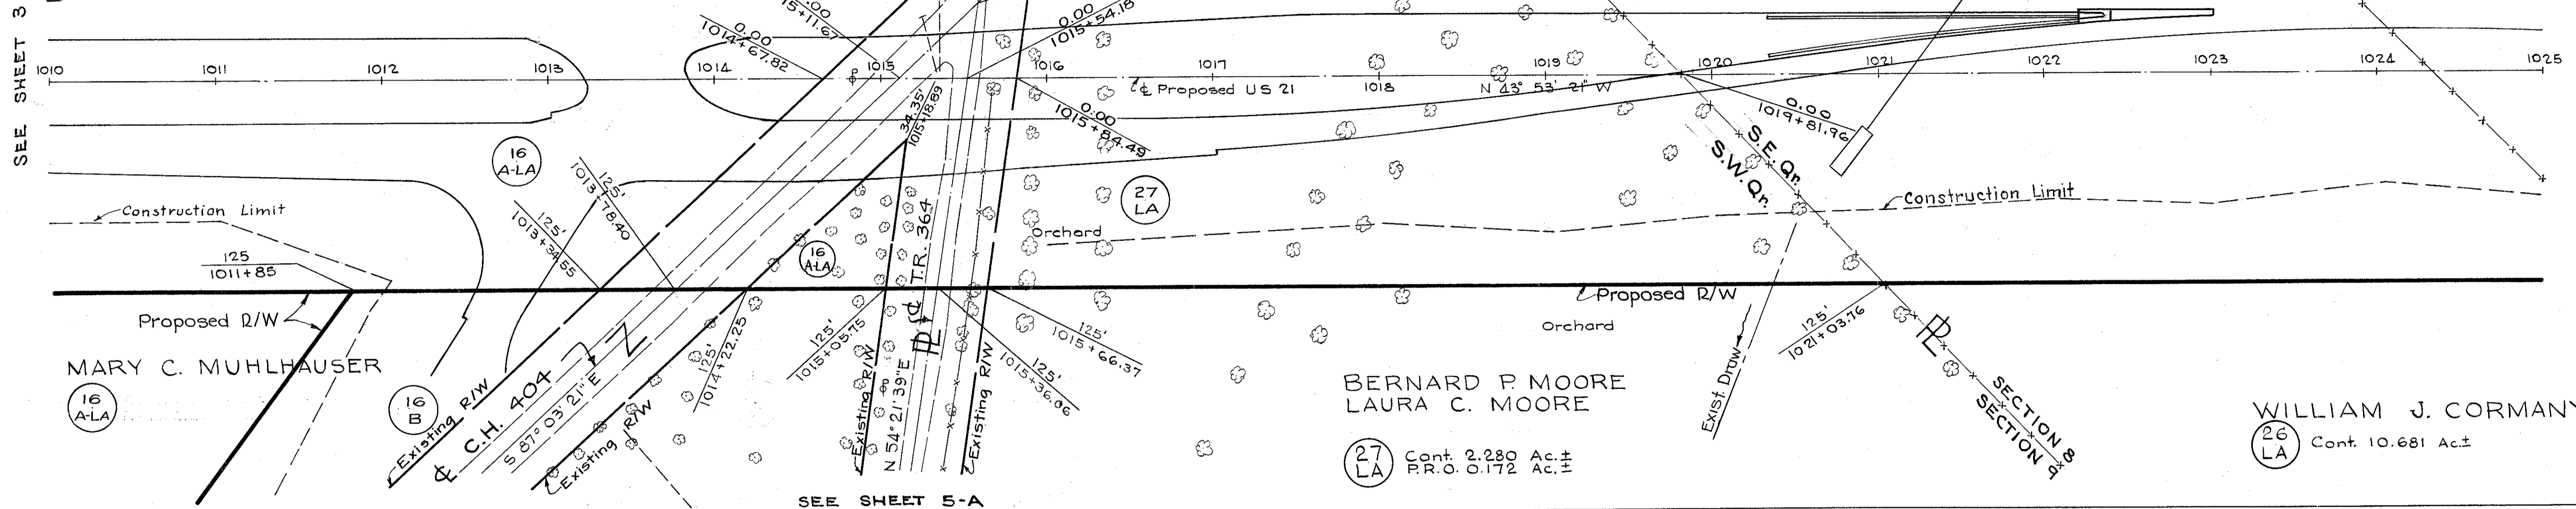 SEE SHEET 3
.00
15+11.67
0.00
1014+67.82
0.00
1015+54.18
1010
1011
1012
1013
1014
1015
1016
1017
1018
1019
1020
1021
1022
1023
1024
1025
℄ Proposed US 21
N 43° 53' 21" W
34.35'
1015+18.89
0.00
1015+84.49
0.00
1019+81.96
16
A-LA
S.E. Qr.
S.W. Qr.
27
LA
Construction Limit
Construction Limit
125'
1013+78.40
125'
1013+34.55
Orchard
16
A-LA
℄ T.R. 364
125
1011+85
Proposed R/W
Proposed R/W
Orchard
125'
1015+05.75
125'
1015+66.37
125'
1015+36.06
125'
1014+22.25
125'
1021+03.76
PL
PL
MARY C. MUHLHAUSER
16
A-LA
16
B
Existing R/W
℄ C.H. 404
S 87° 03' 21" E
Existing R/W
Existing R/W
N 54° 21' 39" E
Existing R/W
Exist. Draw
BERNARD P. MOORE
LAURA C. MOORE
27
LA
Cont. 2.280 Ac.±
P.R.O. 0.172 Ac.±
SECTION 8
SECTION 9
WILLIAM J. CORMANY
26
LA
Cont. 10.681 Ac.±
SEE SHEET 5-A